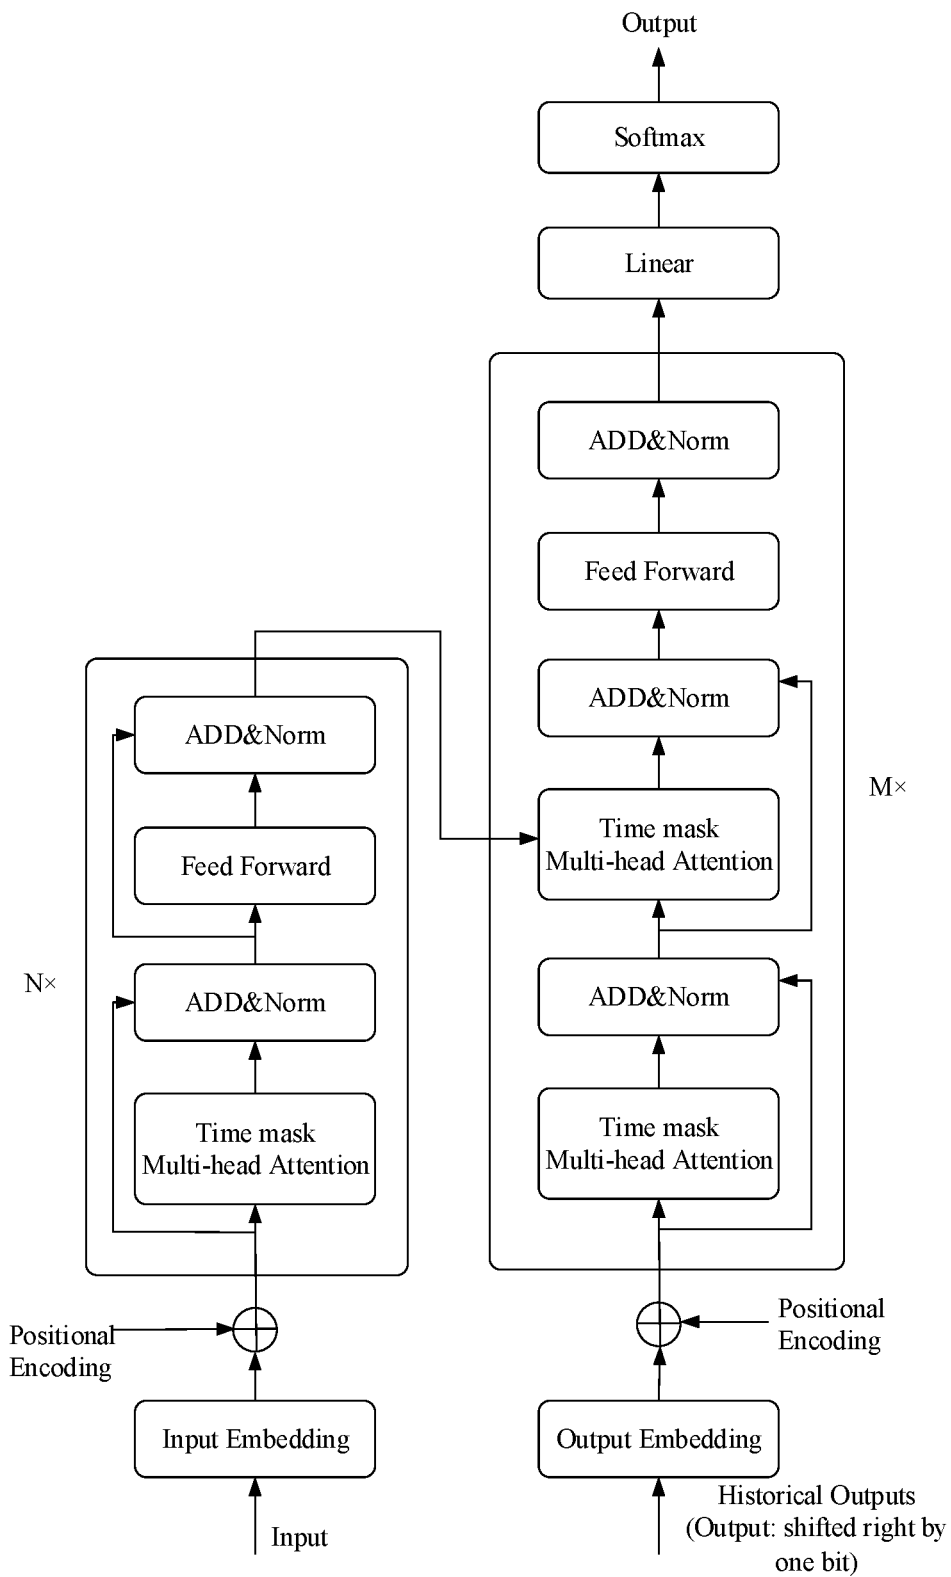 Output
Softmax
Linear
ADD&Norm
Feed Forward
ADD&Norm
Time mask
Multi-head Attention
ADD&Norm
Time mask
Multi-head Attention
M×
Positional
Encoding
Output Embedding
Historical Outputs
(Output: shifted right by
one bit)
ADD&Norm
Feed Forward
ADD&Norm
Time mask
Multi-head Attention
N×
Positional
Encoding
Input Embedding
Input